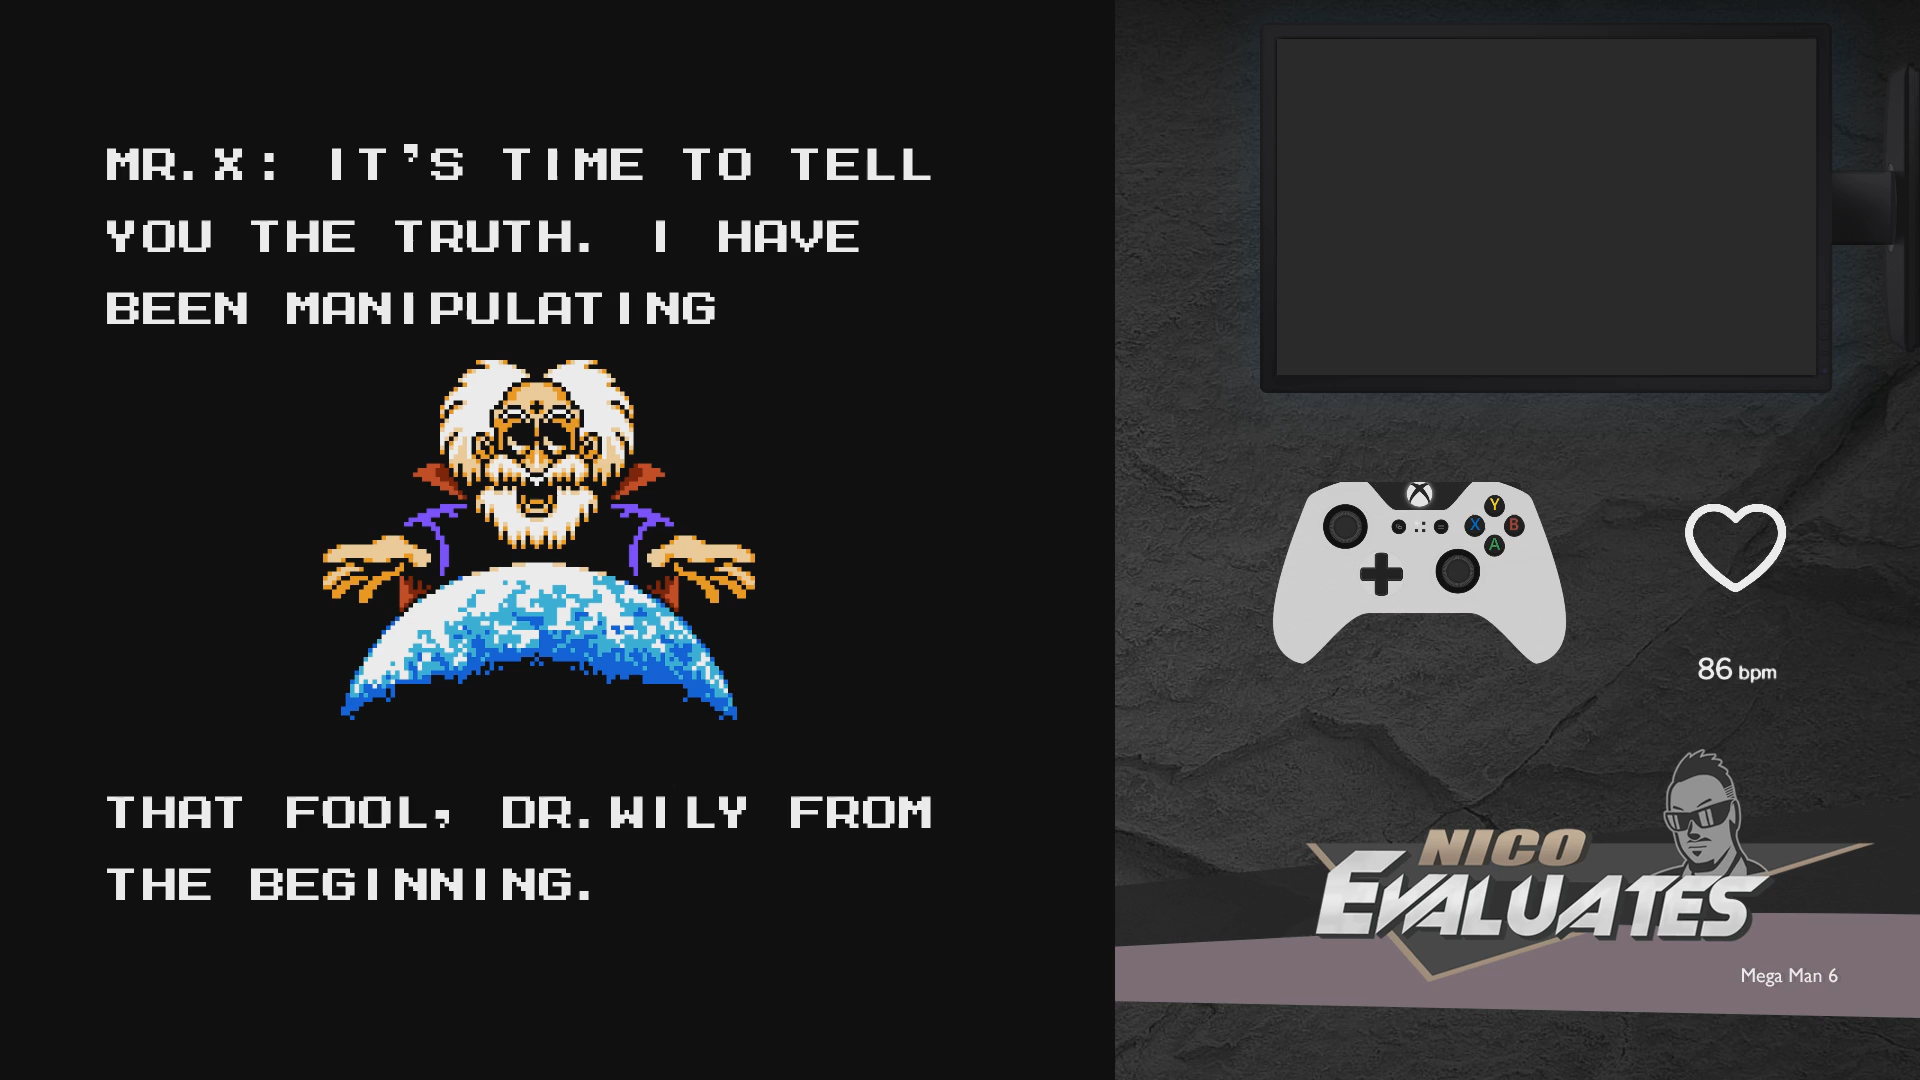 MR.X: IT'S TIME TO TELL
YOU THE TRUTH. I HAVE
BEEN MANIPULATING
THAT FOOL, DR.WILY FROM
THE BEGINNING.
Y
X B
A
86 bpm
NICO
EVALUATES
Mega Man 6